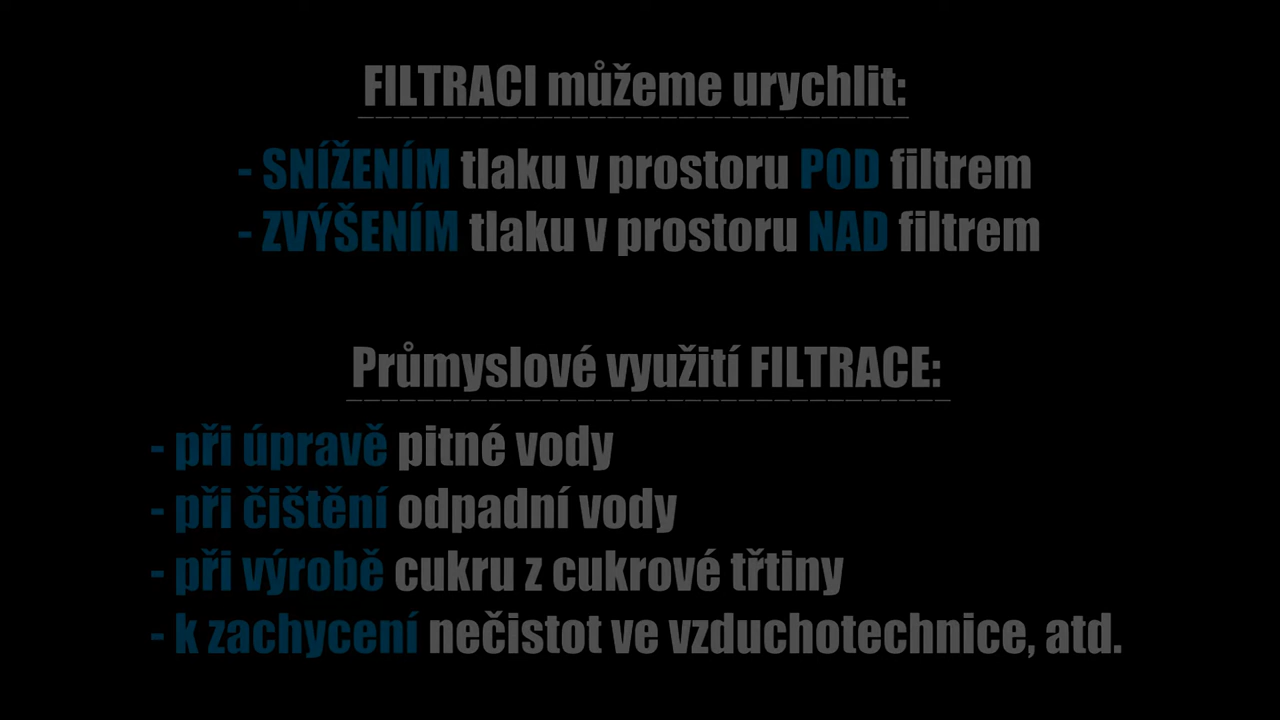 FILTRACI můžeme urychlit:
- SNÍŽENÍM tlaku v prostoru POD filtrem
- ZVÝŠENÍM tlaku v prostoru NAD filtrem
Průmyslové využití FILTRACE:
- při úpravě pitné vody
- při čištění odpadní vody
- při výrobě cukru z cukrové třtiny
- k zachycení nečistot ve vzduchotechnice, atd.